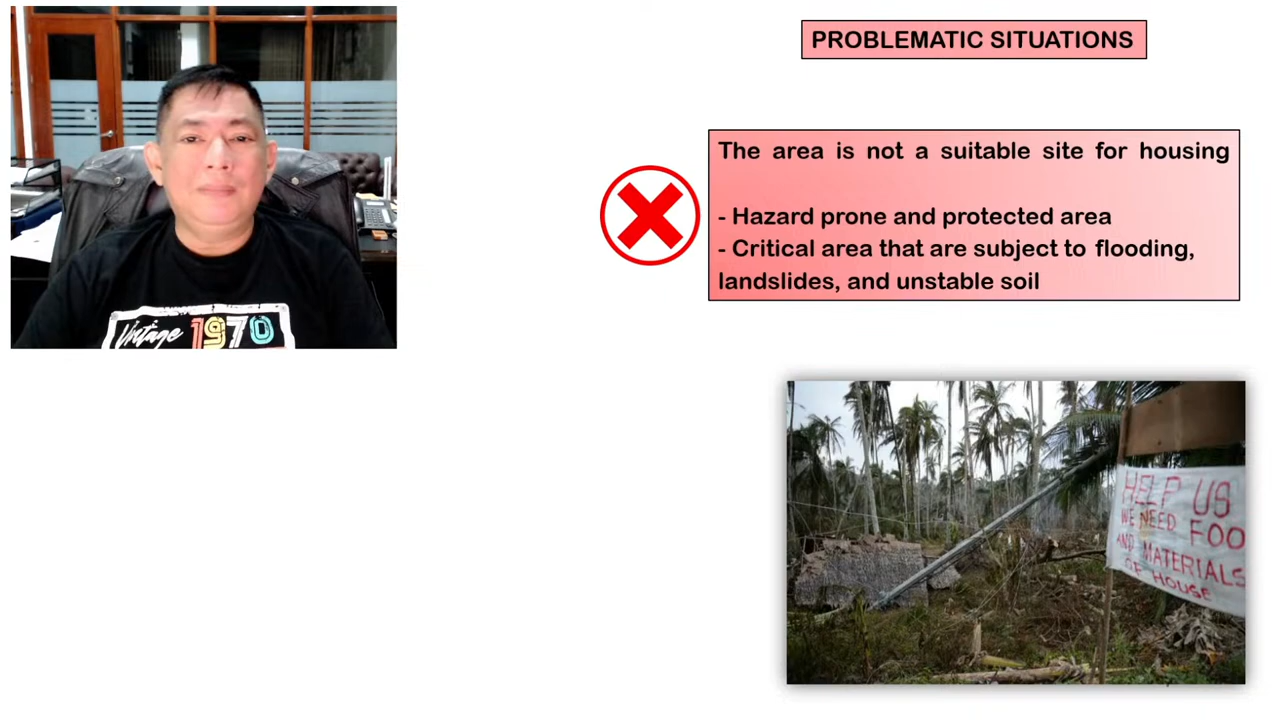 PROBLEMATIC SITUATIONS
The area is not a suitable site for housing
- Hazard prone and protected area
- Critical area that are subject to flooding,
landslides, and unstable soil
Vintage 1970
HELP US
WE NEED FOO
AND MATERIALS
OF HOUSE